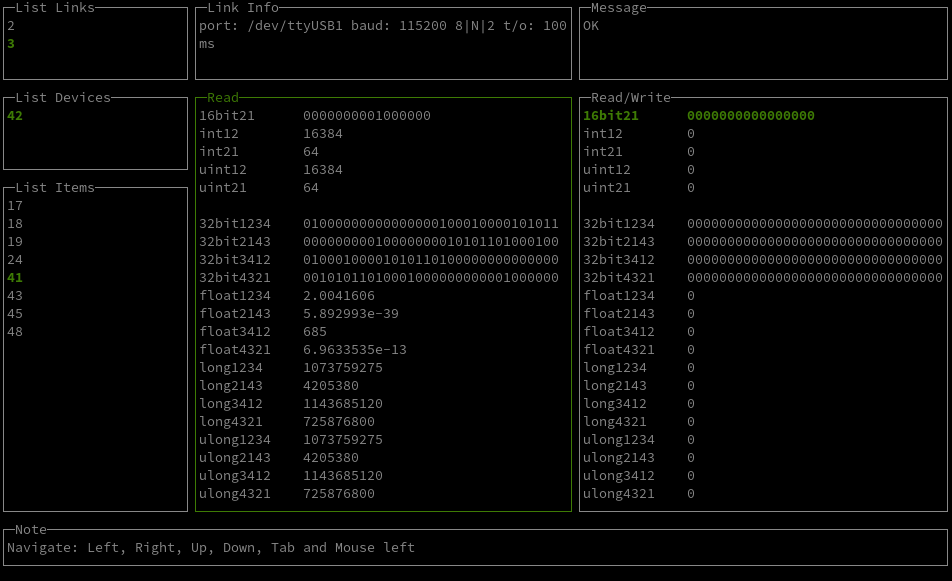 List Links
2
3
Link Info
port: /dev/ttyUSB1 baud: 115200 8|N|2 t/o: 100
ms
Message
OK
List Devices
42
List Items
17
18
19
24
41
43
45
48
Read
16bit21 0000000001000000
int12 16384
int21 64
uint12 16384
uint21 64
32bit1234 01000000000000000100010000101011
32bit2143 00000000010000000010101101000100
32bit3412 01000100001010110100000000000000
32bit4321 00101011010001000000000001000000
float1234 2.0041606
float2143 5.892993e-39
float3412 685
float4321 6.9633535e-13
long1234 1073759275
long2143 4205380
long3412 1143685120
long4321 725876800
ulong1234 1073759275
ulong2143 4205380
ulong3412 1143685120
ulong4321 725876800
Read/Write
16bit21 0000000000000000
int12 0
int21 0
uint12 0
uint21 0
32bit1234 00000000000000000000000000000000
32bit2143 00000000000000000000000000000000
32bit3412 00000000000000000000000000000000
32bit4321 00000000000000000000000000000000
float1234 0
float2143 0
float3412 0
float4321 0
long1234 0
long2143 0
long3412 0
long4321 0
ulong1234 0
ulong2143 0
ulong3412 0
ulong4321 0
Note
Navigate: Left, Right, Up, Down, Tab and Mouse left